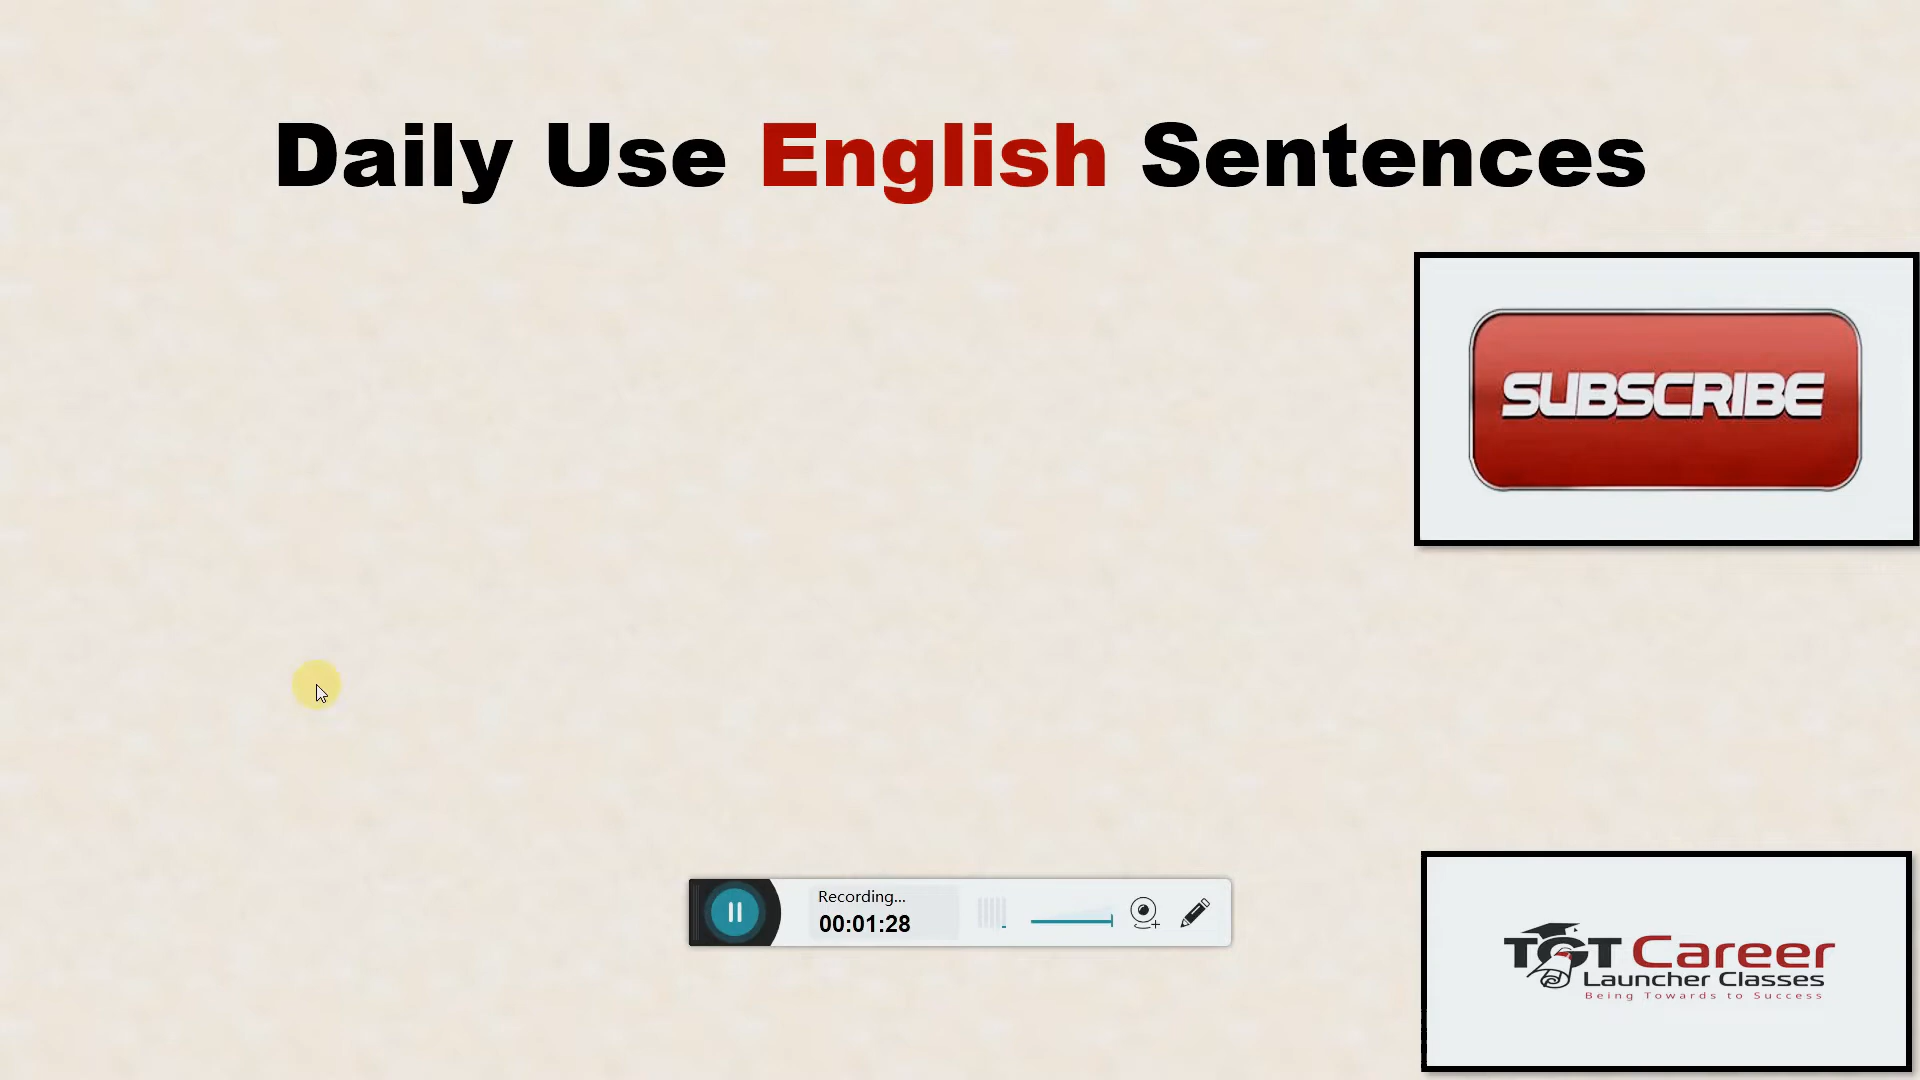 Daily Use English Sentences
SUBSCRIBE
Recording...
00:01:28
TGT Career
Launcher Classes
Being Towards to Success